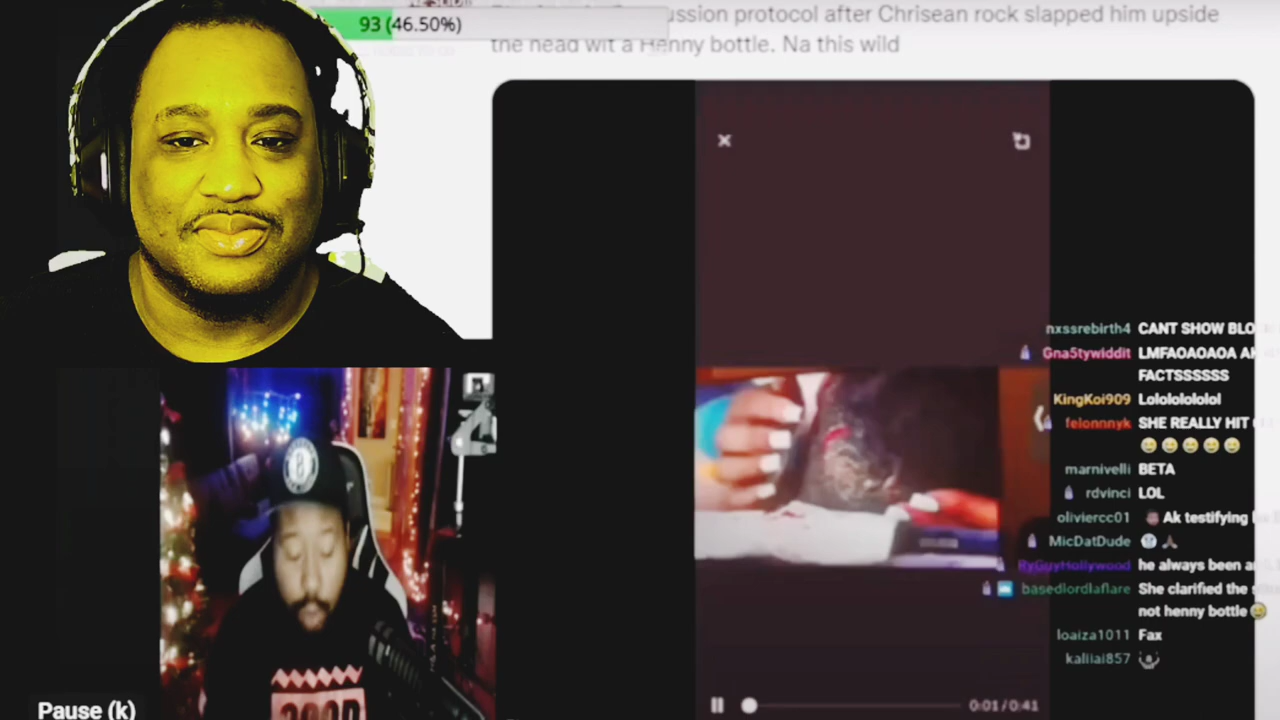 93 (46.50%)
ussion protocol after Chrisean rock slapped him upside
the head wit a Henny bottle. Na this wild
nxssrebirth4 CANT SHOW BLO
Gna5tywiddit LMFAOAOAOA AK
FACTSSSSSS
KingKoi909 Lolololololol
felonnnyk SHE REALLY HIT
😄😄😄😄😄
marnivelli BETA
rdvinci LOL
oliviercc01 Ak testifying
MicDatDude
RyGuyHollywood he always been a
basedlordlaflare She clarified the
not henny bottle
loaiza1011 Fax
kaliiai857
0:01 / 0:41
Pause (k)